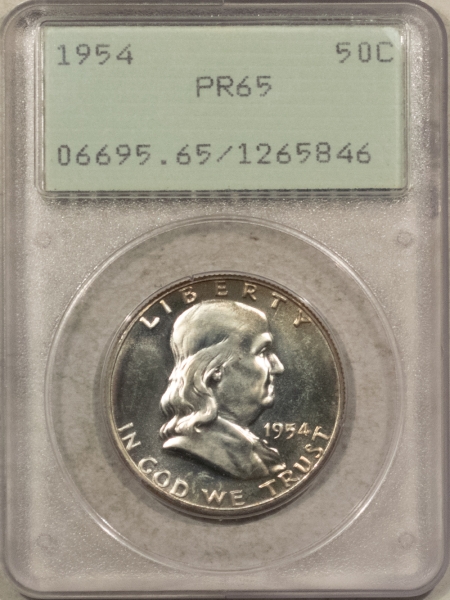 1954 50C
PR65
06695.65/1265846
LIBERTY
1954
IN GOD WE TRUST